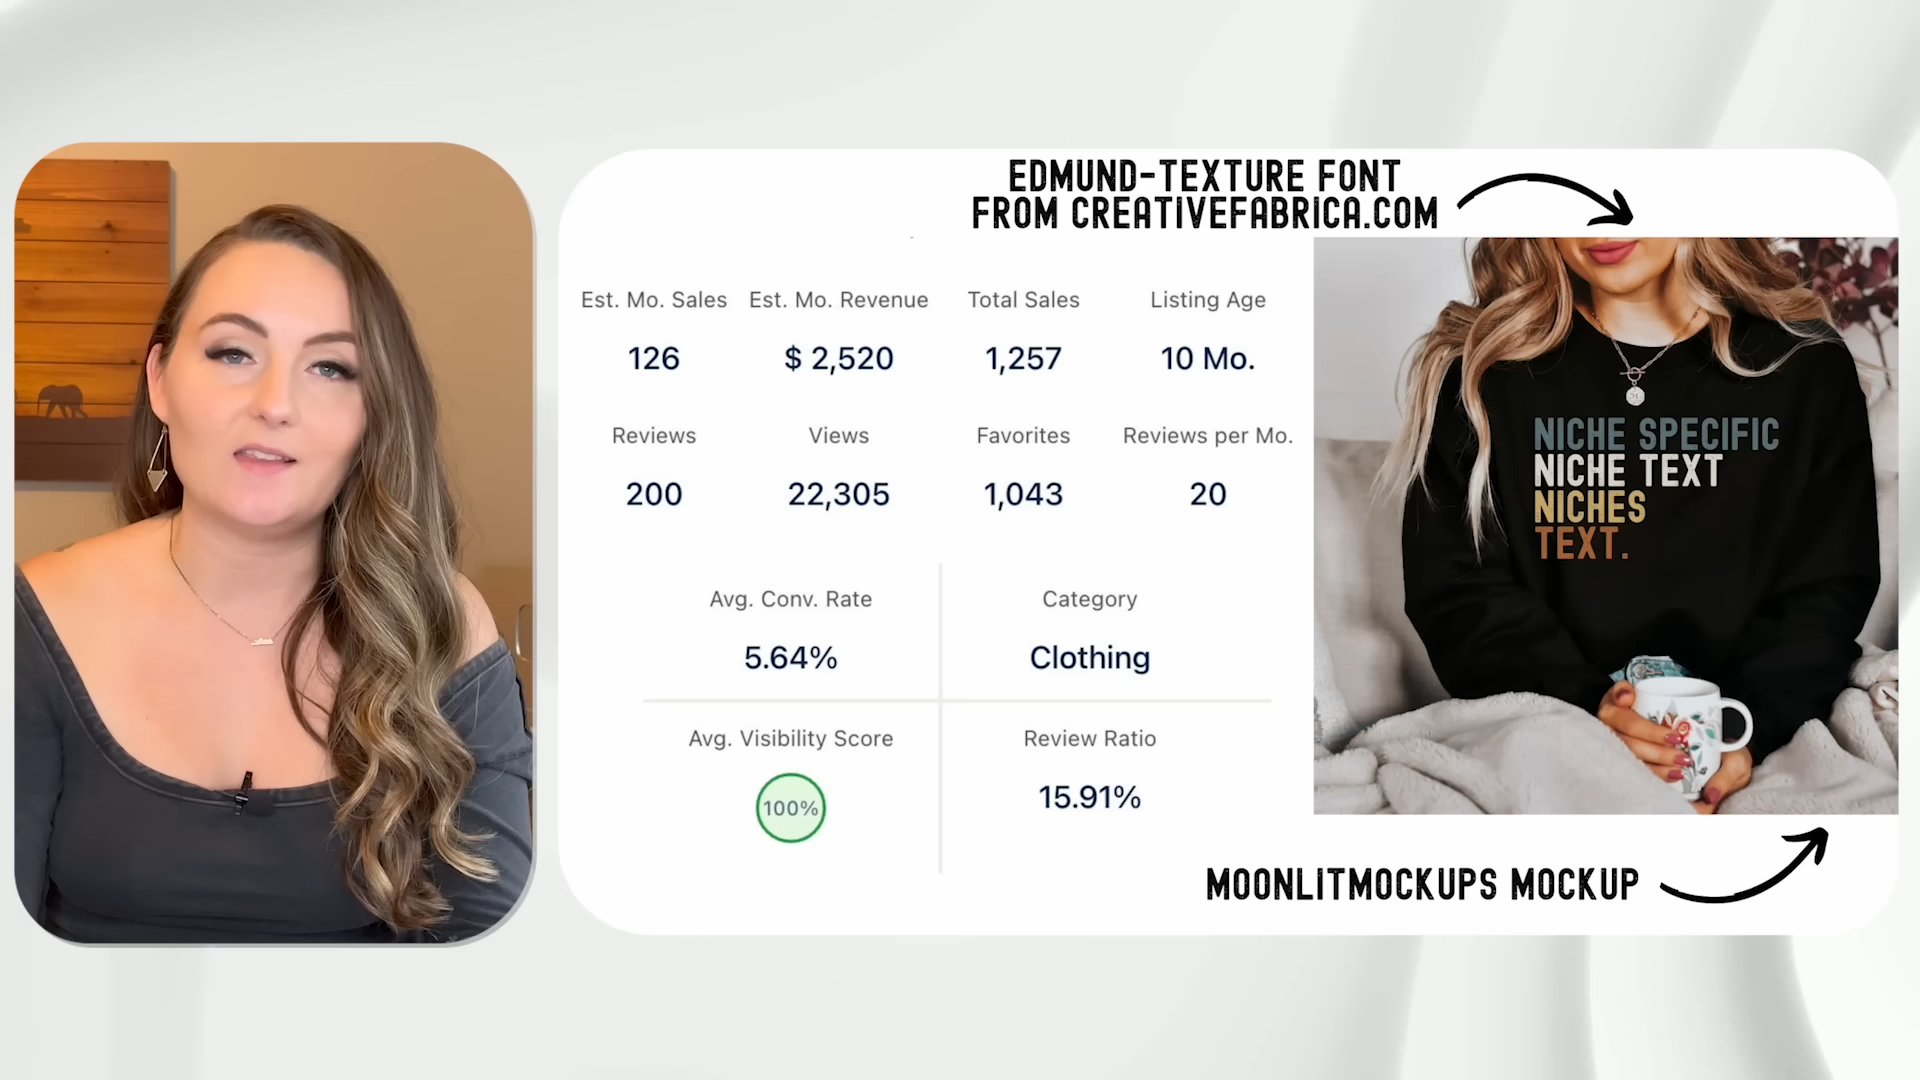 EDMUND-TEXTURE FONT
FROM CREATIVEFABRICA.COM
Est. Mo. Sales
Est. Mo. Revenue
Total Sales
Listing Age
126
$ 2,520
1,257
10 Mo.
Reviews
Views
Favorites
Reviews per Mo.
200
22,305
1,043
20
Avg. Conv. Rate
Category
5.64%
Clothing
Avg. Visibility Score
Review Ratio
100%
15.91%
NICHE SPECIFIC
NICHE TEXT
NICHES
TEXT.
MOONLITMOCKUPS MOCKUP